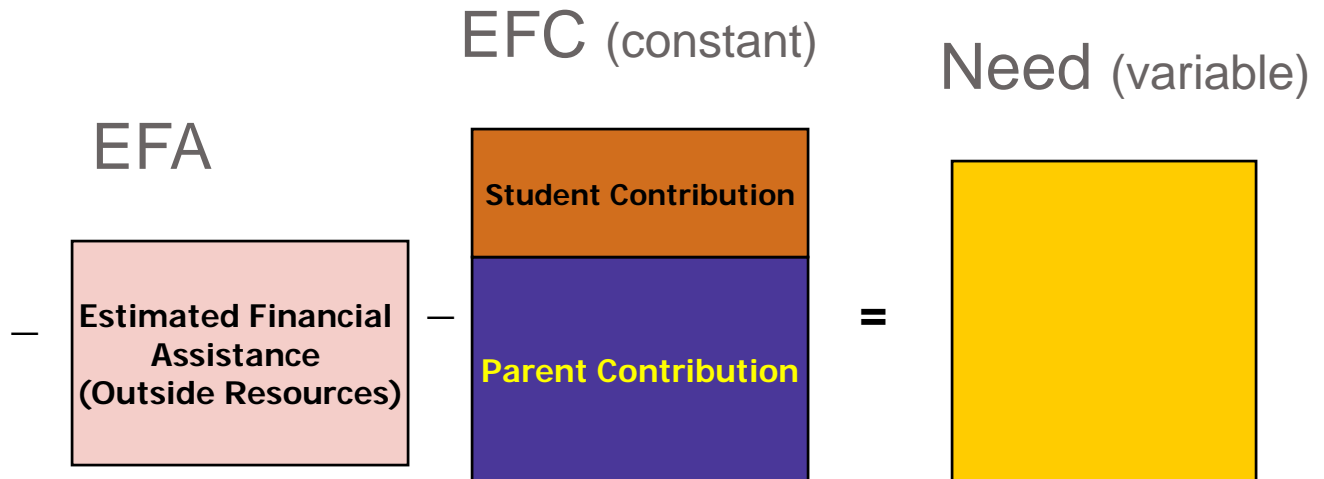 EFC (constant)
Need (variable)
EFA
Student Contribution
– Estimated Financial – =
Assistance
(Outside Resources)
Parent Contribution